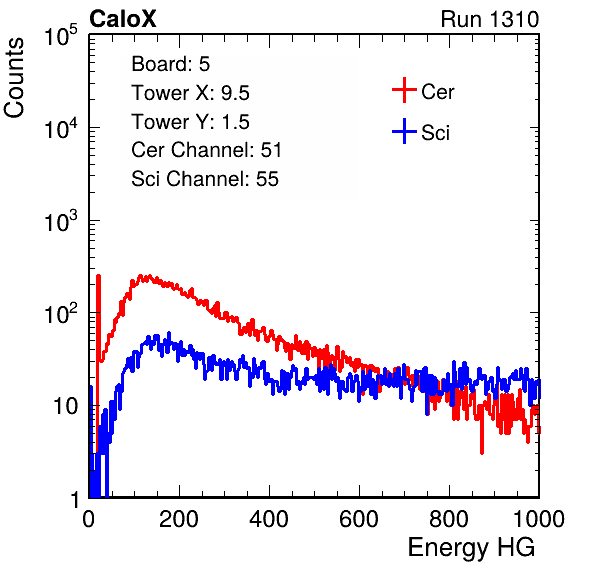 CaloX Run 1310
Counts
10^5
10^4
10^3
10^2
10
1
Board: 5
Tower X: 9.5
Tower Y: 1.5
Cer Channel: 51
Sci Channel: 55
Cer
Sci
0 200 400 600 800 1000
Energy HG